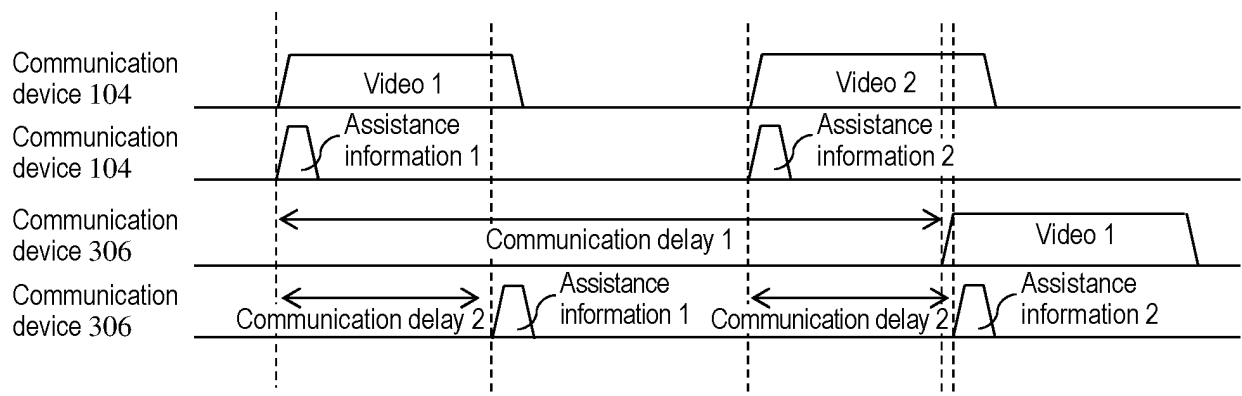 Communication
device 104
Video 1
Video 2
Communication
device 104
Assistance
information 1
Assistance
information 2
Communication
device 306
Communication delay 1
Video 1
Communication
device 306
Communication delay 2
Assistance
information 1
Communication delay 2
Assistance
information 2